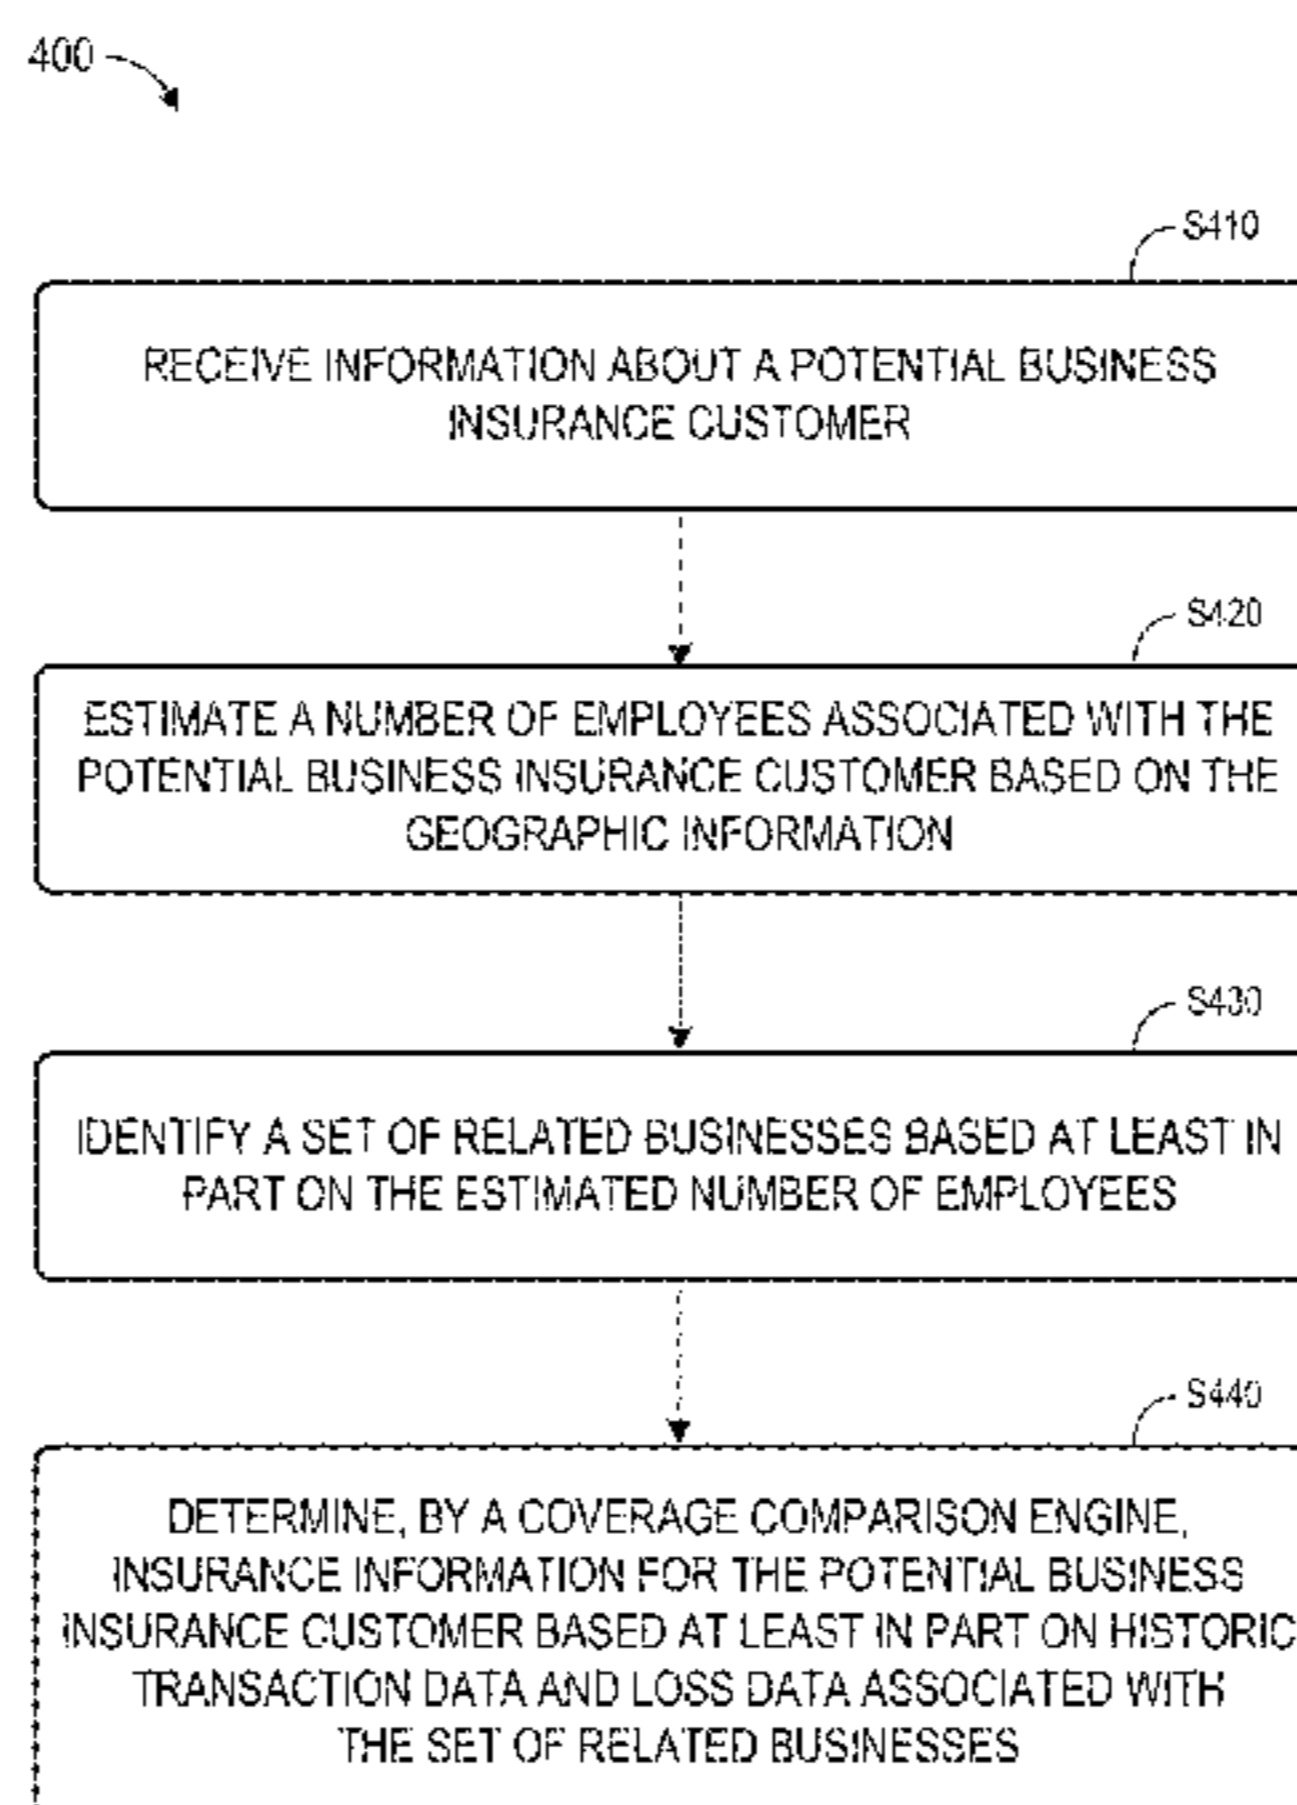 400
S410
RECEIVE INFORMATION ABOUT A POTENTIAL BUSINESS
INSURANCE CUSTOMER
S420
ESTIMATE A NUMBER OF EMPLOYEES ASSOCIATED WITH THE
POTENTIAL BUSINESS INSURANCE CUSTOMER BASED ON THE
GEOGRAPHIC INFORMATION
S430
IDENTIFY A SET OF RELATED BUSINESSES BASED AT LEAST IN
PART ON THE ESTIMATED NUMBER OF EMPLOYEES
S440
DETERMINE, BY A COVERAGE COMPARISON ENGINE,
INSURANCE INFORMATION FOR THE POTENTIAL BUSINESS
INSURANCE CUSTOMER BASED AT LEAST IN PART ON HISTORIC
TRANSACTION DATA AND LOSS DATA ASSOCIATED WITH
THE SET OF RELATED BUSINESSES